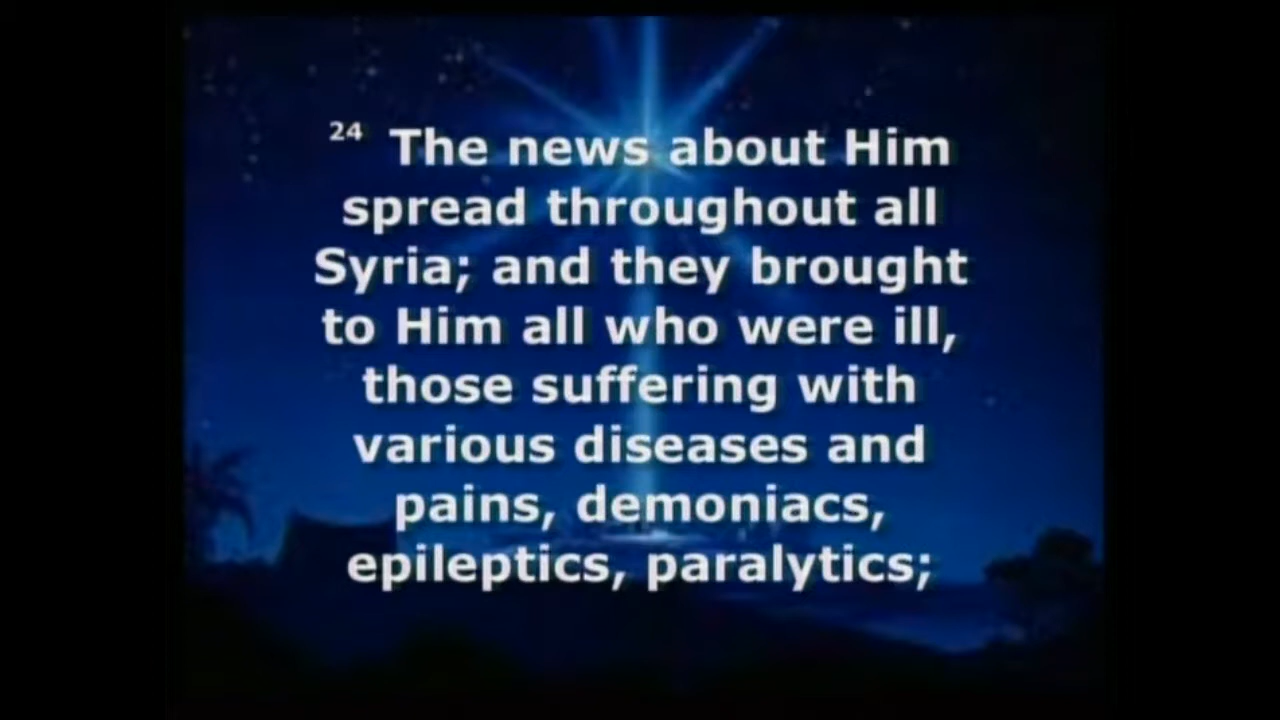 24 The news about Him
spread throughout all
Syria; and they brought
to Him all who were ill,
those suffering with
various diseases and
pains, demoniacs,
epileptics, paralytics;